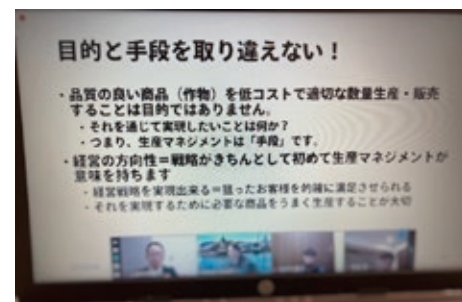 目的と手段を取り違えない！
・品質の良い商品（作物）を低コストで適切な数量生産・販売
することは目的ではありません。
・それを通じて実現したいことは何か？
・つまり、生産マネジメントは「手段」です。
・経営の方向性＝戦略がきちんとして初めて生産マネジメントが
意味を持ちます
・経営戦略を実現出来る＝狙ったお客様を的確に満足させられる
・それを実現するために必要な商品をうまく生産することが大切